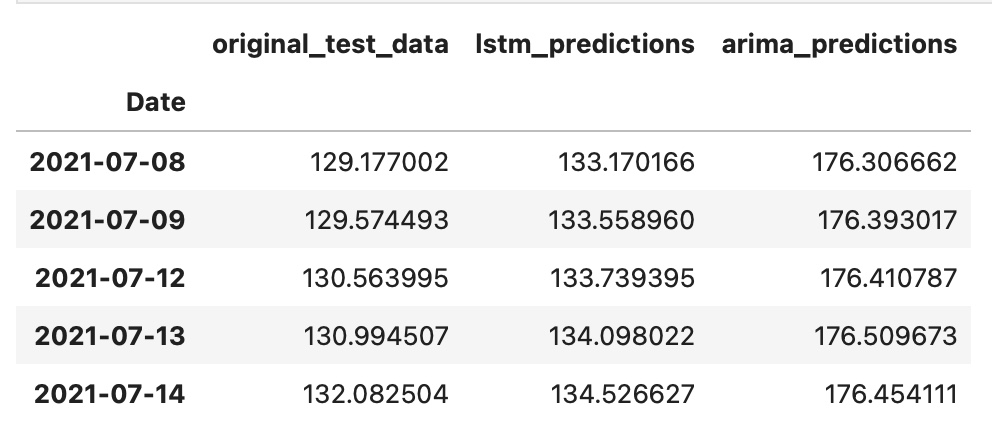 original_test_data lstm_predictions arima_predictions
Date
2021-07-08 129.177002 133.170166 176.306662
2021-07-09 129.574493 133.558960 176.393017
2021-07-12 130.563995 133.739395 176.410787
2021-07-13 130.994507 134.098022 176.509673
2021-07-14 132.082504 134.526627 176.454111